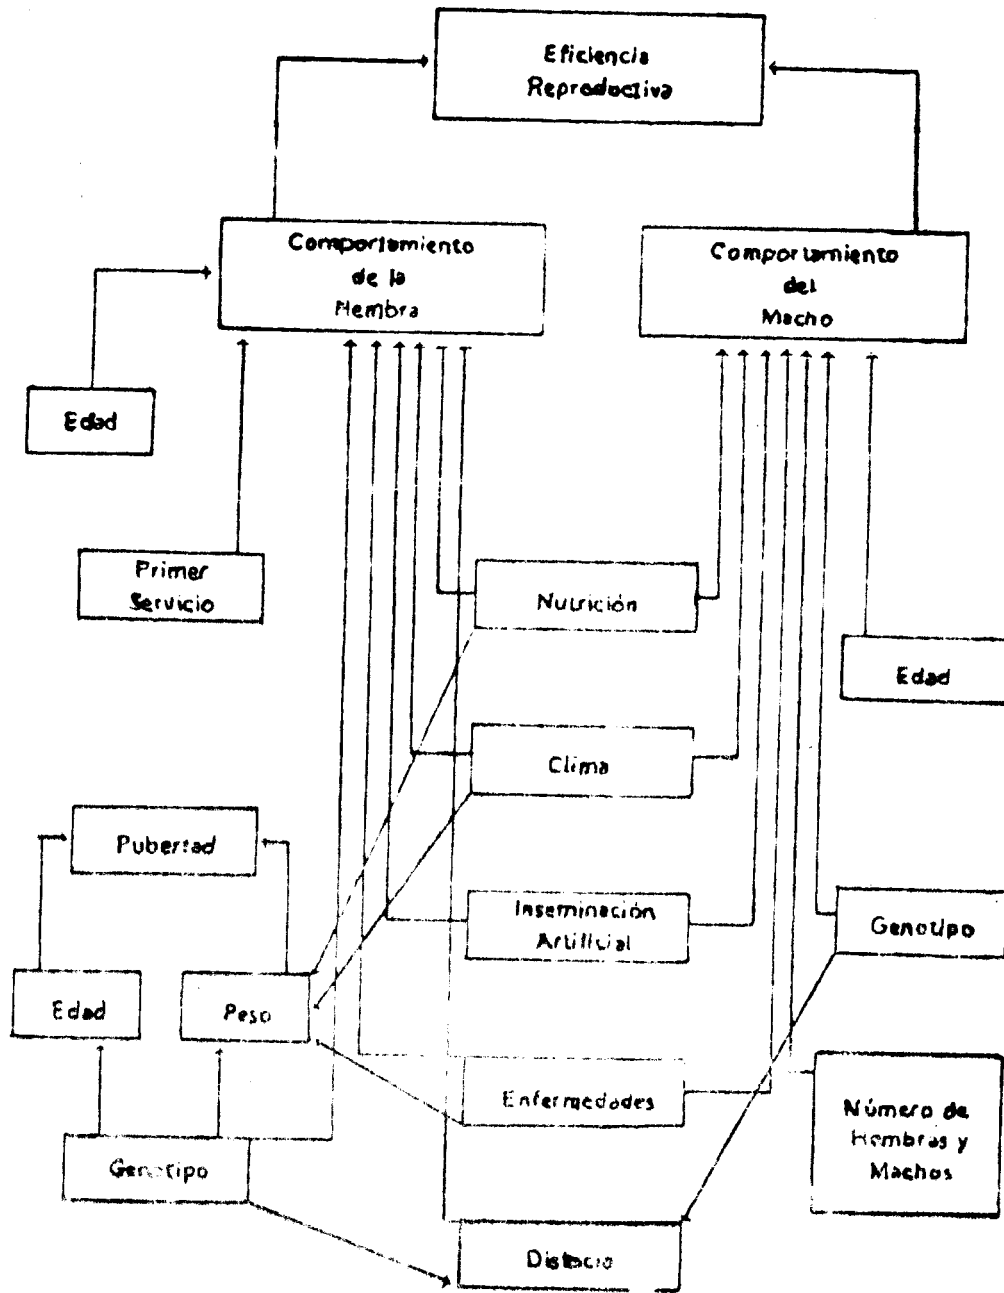 Eficiencia
Reproductiva
Comportamiento
de la
Hembra
Comportamiento
del
Macho
Edad
Primer
Servicio
Nutrición
Edad
Clima
Pubertad
Inseminación
Artificial
Genotipo
Edad
Peso
Enfermedades
Número de
Hembras y
Machos
Genotipo
Distocia